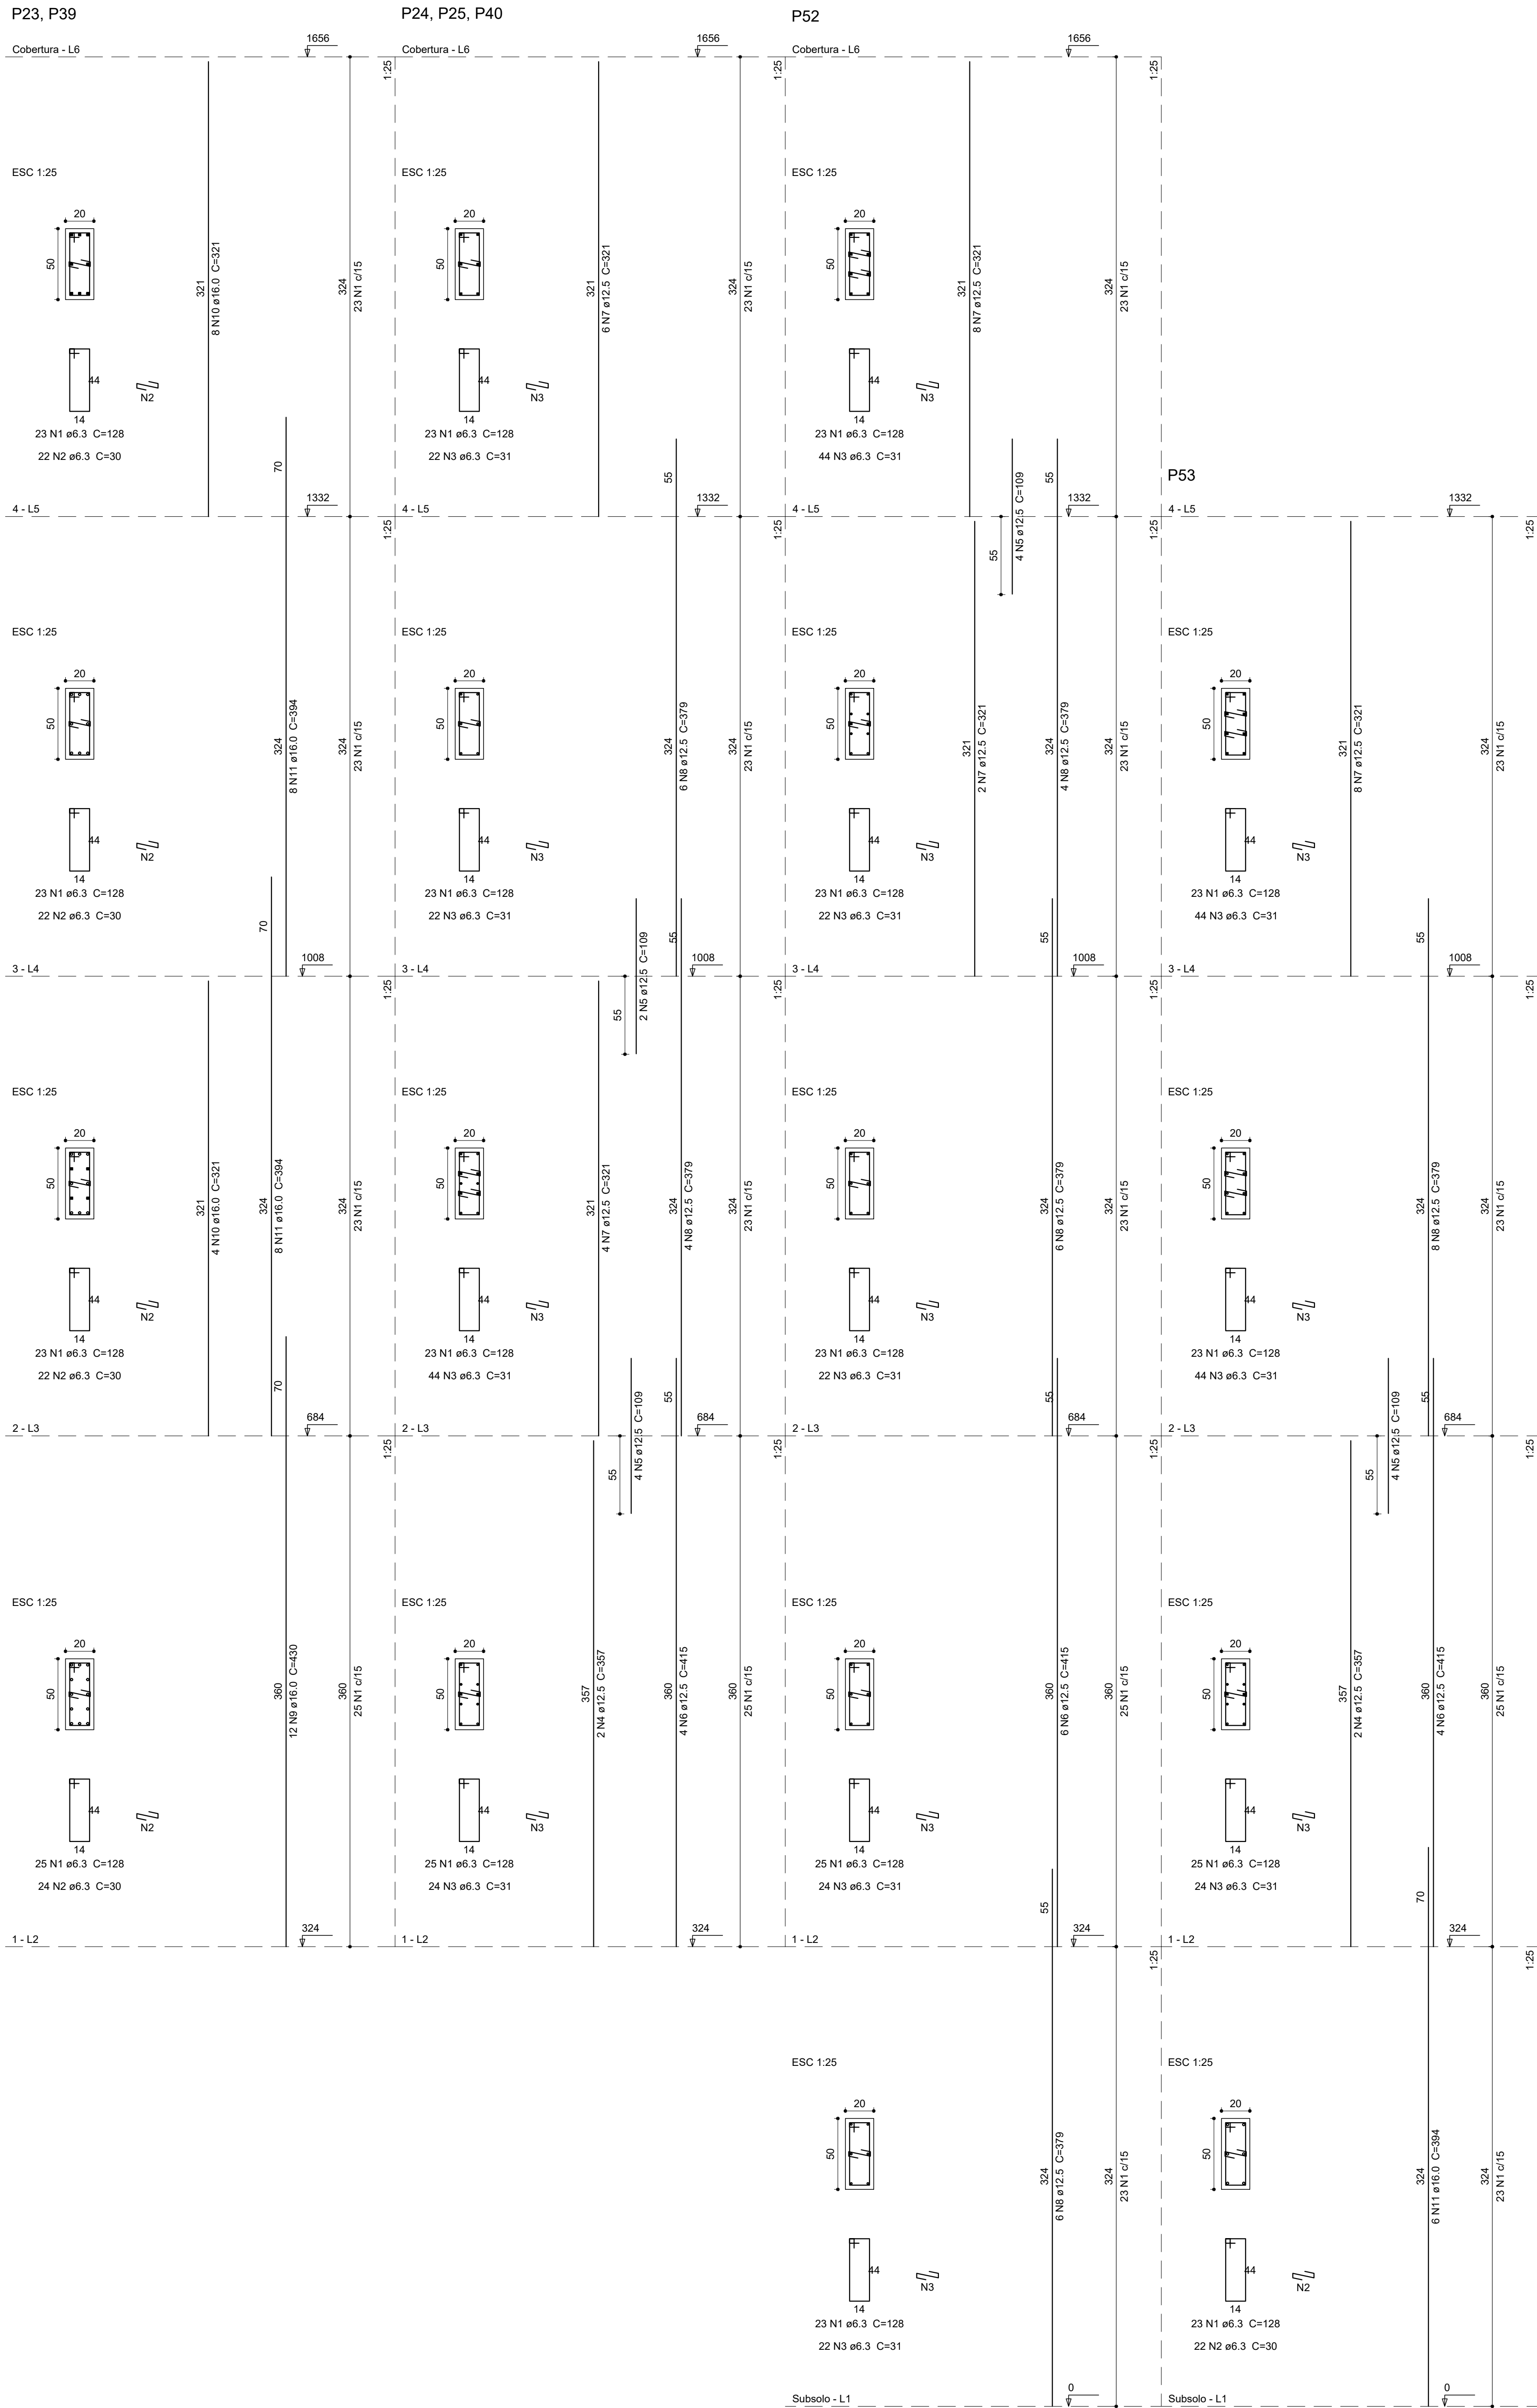 P23, P39
Cobertura - L6
1656
1:25
ESC 1:25
20
50
44
14
N2
23 N1 ø6.3 C=128
22 N2 ø6.3 C=30
321
8 N10 ø16.0 C=321
324
23 N1 c/15
70
4 - L5
1332
1:25
ESC 1:25
20
50
44
14
N2
23 N1 ø6.3 C=128
22 N2 ø6.3 C=30
324
8 N11 ø16.0 C=394
324
23 N1 c/15
70
3 - L4
1008
1:25
ESC 1:25
20
50
44
14
N2
23 N1 ø6.3 C=128
22 N2 ø6.3 C=30
321
4 N10 ø16.0 C=321
324
8 N11 ø16.0 C=394
324
23 N1 c/15
70
2 - L3
684
1:25
ESC 1:25
20
50
44
14
N2
25 N1 ø6.3 C=128
24 N2 ø6.3 C=30
360
12 N9 ø16.0 C=430
360
25 N1 c/15
1 - L2
324
P24, P25, P40
Cobertura - L6
1656
1:25
ESC 1:25
20
50
44
14
N3
23 N1 ø6.3 C=128
22 N3 ø6.3 C=31
321
6 N7 ø12.5 C=321
324
23 N1 c/15
55
4 - L5
1332
1:25
ESC 1:25
20
50
44
14
N3
23 N1 ø6.3 C=128
22 N3 ø6.3 C=31
324
6 N8 ø12.5 C=379
324
23 N1 c/15
55
2 N5 ø12.5 C=109
55
3 - L4
1008
1:25
ESC 1:25
20
50
44
14
N3
23 N1 ø6.3 C=128
44 N3 ø6.3 C=31
321
4 N7 ø12.5 C=321
324
4 N8 ø12.5 C=379
324
23 N1 c/15
55
4 N5 ø12.5 C=109
55
2 - L3
684
1:25
ESC 1:25
20
50
44
14
N3
25 N1 ø6.3 C=128
24 N3 ø6.3 C=31
357
2 N4 ø12.5 C=357
360
4 N6 ø12.5 C=415
360
25 N1 c/15
1 - L2
324
P52
Cobertura - L6
1656
1:25
ESC 1:25
20
50
44
14
N3
23 N1 ø6.3 C=128
44 N3 ø6.3 C=31
321
8 N7 ø12.5 C=321
324
23 N1 c/15
55
4 N5 ø12.5 C=109
55
4 - L5
1332
1:25
ESC 1:25
20
50
44
14
N3
23 N1 ø6.3 C=128
22 N3 ø6.3 C=31
321
2 N7 ø12.5 C=321
324
4 N8 ø12.5 C=379
324
23 N1 c/15
55
3 - L4
1008
1:25
ESC 1:25
20
50
44
14
N3
23 N1 ø6.3 C=128
22 N3 ø6.3 C=31
324
6 N8 ø12.5 C=379
324
23 N1 c/15
55
2 - L3
684
1:25
ESC 1:25
20
50
44
14
N3
25 N1 ø6.3 C=128
24 N3 ø6.3 C=31
360
6 N6 ø12.5 C=415
360
25 N1 c/15
55
1 - L2
324
1:25
ESC 1:25
20
50
44
14
N3
23 N1 ø6.3 C=128
22 N3 ø6.3 C=31
324
6 N8 ø12.5 C=379
324
23 N1 c/15
Subsolo - L1
0
P53
4 - L5
1332
1:25
ESC 1:25
20
50
44
14
N3
23 N1 ø6.3 C=128
44 N3 ø6.3 C=31
321
8 N7 ø12.5 C=321
324
23 N1 c/15
55
3 - L4
1008
1:25
ESC 1:25
20
50
44
14
N3
23 N1 ø6.3 C=128
44 N3 ø6.3 C=31
324
8 N8 ø12.5 C=379
324
23 N1 c/15
55
4 N5 ø12.5 C=109
55
2 - L3
684
1:25
ESC 1:25
20
50
44
14
N3
25 N1 ø6.3 C=128
24 N3 ø6.3 C=31
357
2 N4 ø12.5 C=357
360
4 N6 ø12.5 C=415
360
25 N1 c/15
70
1 - L2
324
1:25
ESC 1:25
20
50
44
14
N2
23 N1 ø6.3 C=128
22 N2 ø6.3 C=30
324
6 N11 ø16.0 C=394
324
23 N1 c/15
Subsolo - L1
0